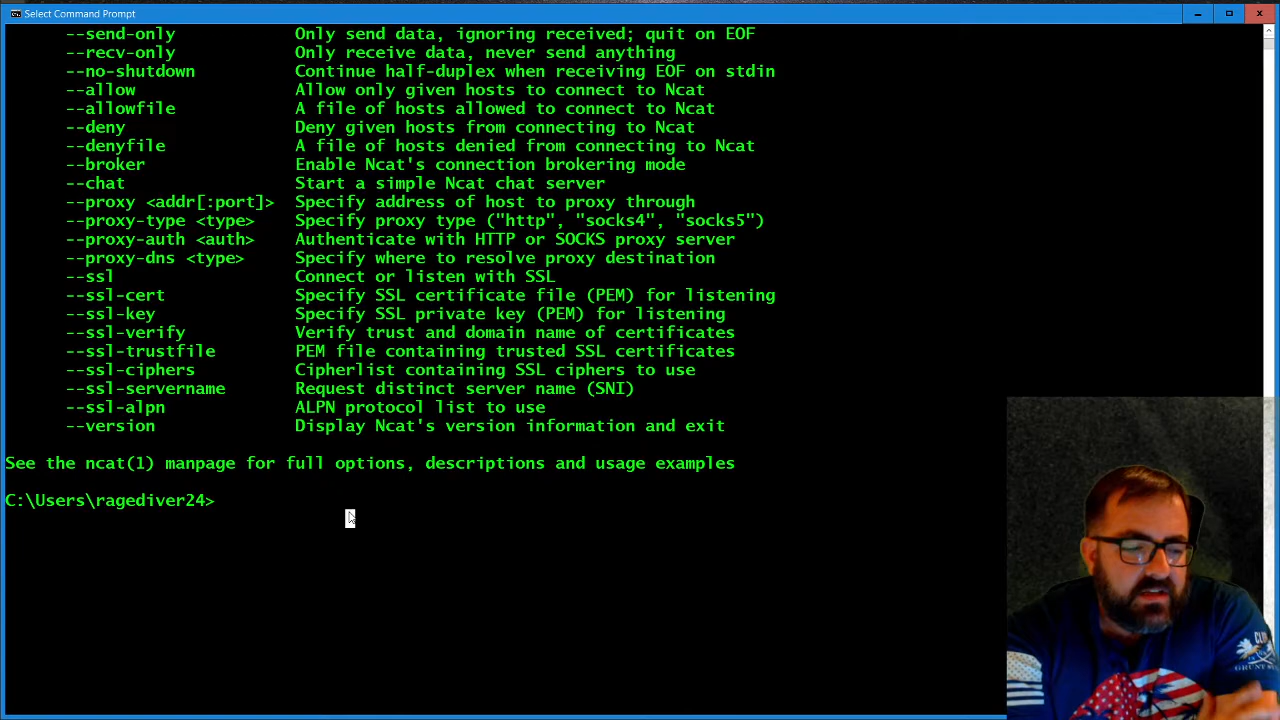 Select Command Prompt
--send-only Only send data, ignoring received; quit on EOF
--recv-only Only receive data, never send anything
--no-shutdown Continue half-duplex when receiving EOF on stdin
--allow Allow only given hosts to connect to Ncat
--allowfile A file of hosts allowed to connect to Ncat
--deny Deny given hosts from connecting to Ncat
--denyfile A file of hosts denied from connecting to Ncat
--broker Enable Ncat's connection brokering mode
--chat Start a simple Ncat chat server
--proxy <addr[:port]> Specify address of host to proxy through
--proxy-type <type> Specify proxy type ("http", "socks4", "socks5")
--proxy-auth <auth> Authenticate with HTTP or SOCKS proxy server
--proxy-dns <type> Specify where to resolve proxy destination
--ssl Connect or listen with SSL
--ssl-cert Specify SSL certificate file (PEM) for listening
--ssl-key Specify SSL private key (PEM) for listening
--ssl-verify Verify trust and domain name of certificates
--ssl-trustfile PEM file containing trusted SSL certificates
--ssl-ciphers Cipherlist containing SSL ciphers to use
--ssl-servername Request distinct server name (SNI)
--ssl-alpn ALPN protocol list to use
--version Display Ncat's version information and exit
See the ncat(1) manpage for full options, descriptions and usage examples
C:\Users\ragediver24>
GRUNT